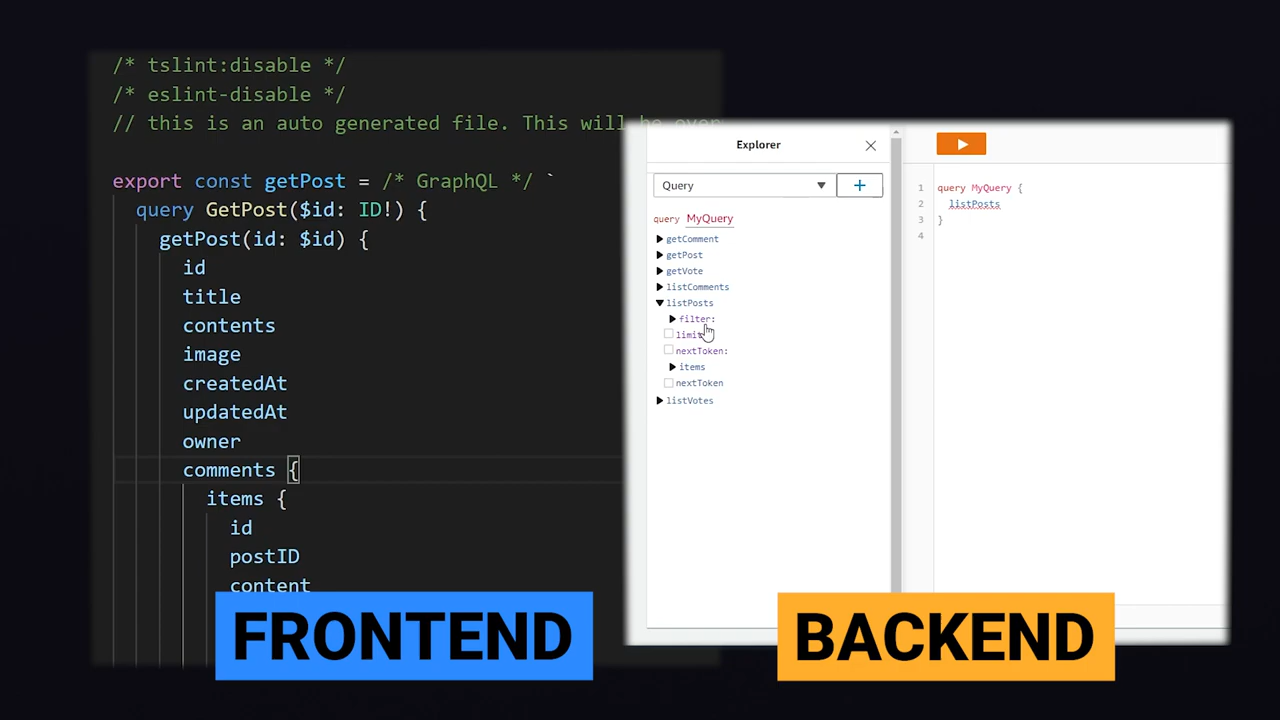 /* tslint:disable */
/* eslint-disable */
// this is an auto generated file. This will be over
export const getPost = /* GraphQL */ `
query GetPost($id: ID!) {
getPost(id: $id) {
id
title
contents
image
createdAt
updatedAt
owner
comments {
items {
id
postID
content
FRONTEND
Explorer
Query
+
query MyQuery
getComment
getPost
getVote
listComments
listPosts
filter:
limit
nextToken:
items
nextToken
listVotes
1 query MyQuery {
2 listPosts
3 }
4
BACKEND